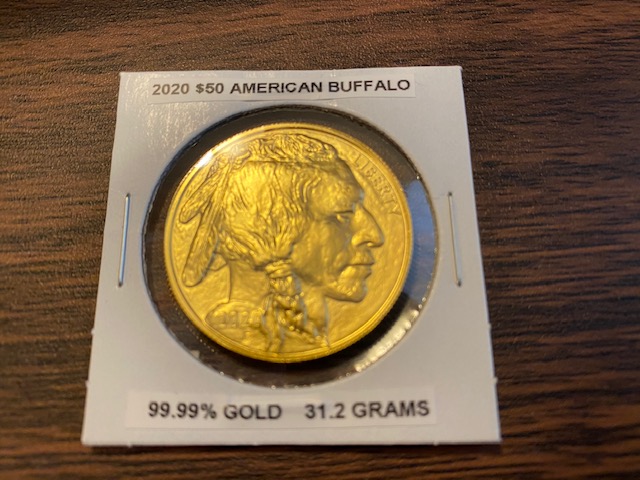 2020 $50 AMERICAN BUFFALO
LIBERTY
99.99% GOLD 31.2 GRAMS